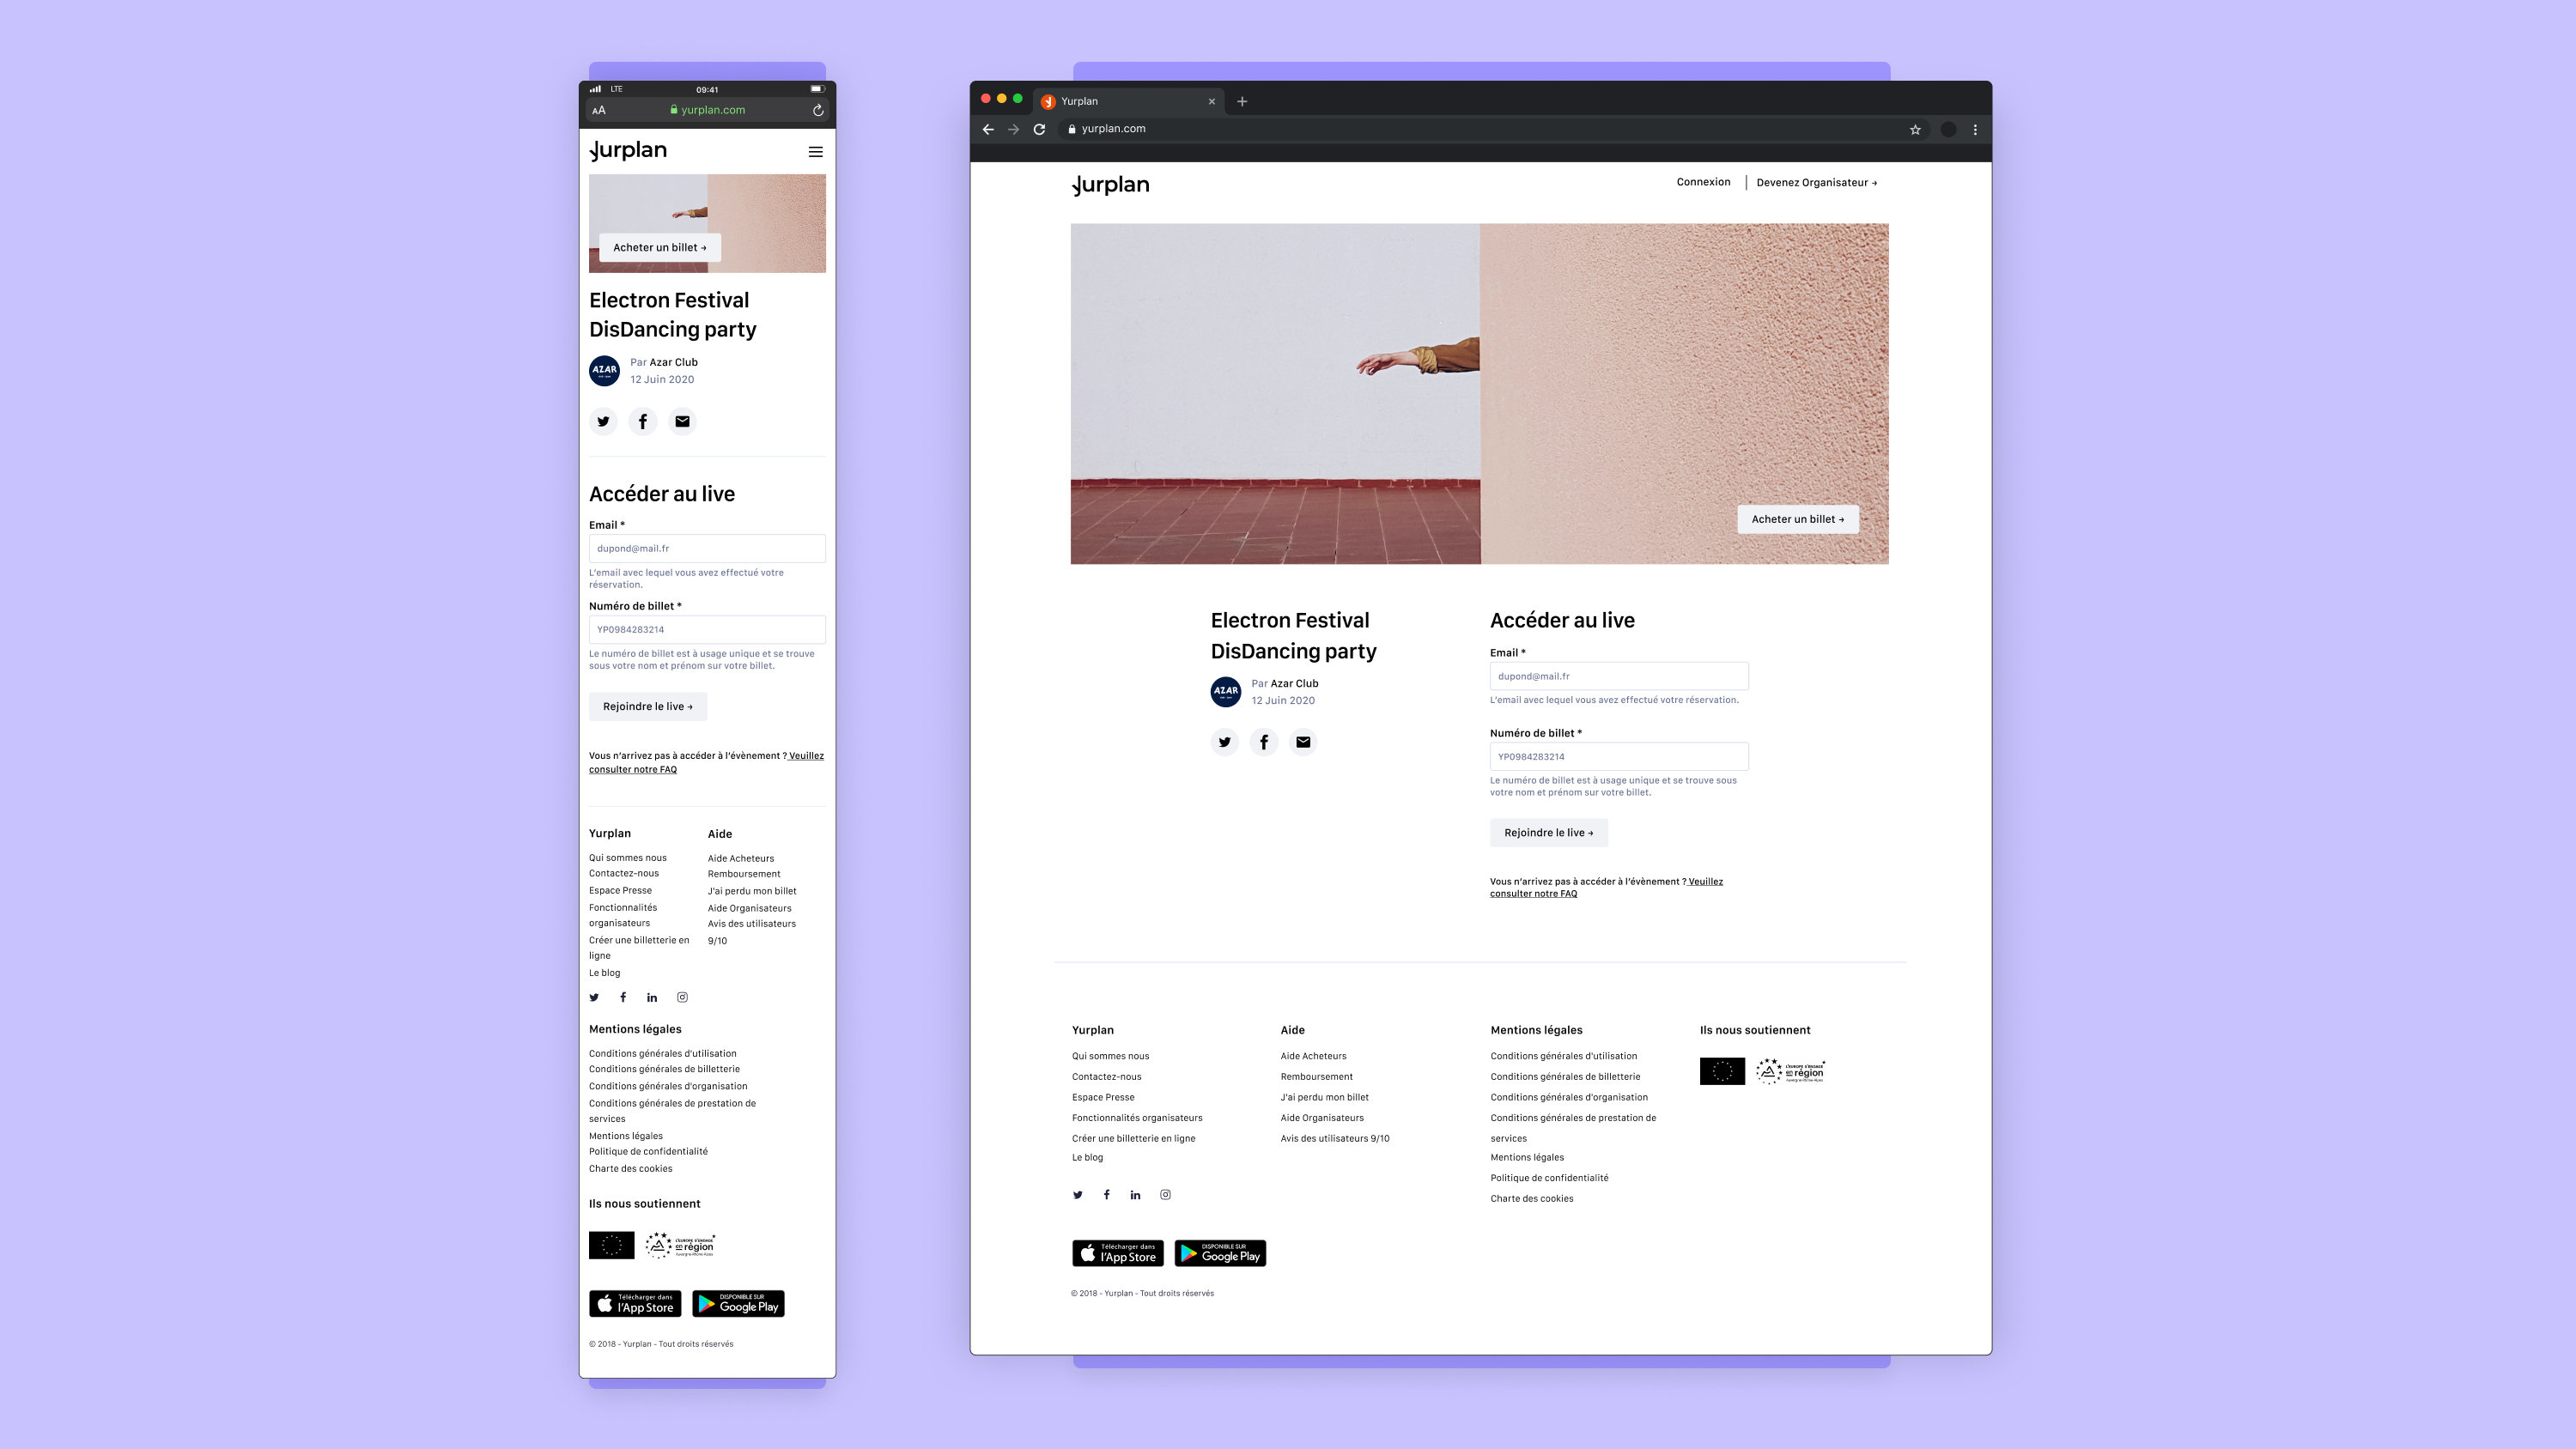 LTE
09:41
AA
yurplan.com
yurplan
Acheter un billet →
Electron Festival
DisDancing party
AZAR
Par Azar Club
12 Juin 2020
Accéder au live
Email *
dupond@mail.fr
L'email avec lequel vous avez effectué votre
réservation.
Numéro de billet *
YP0984283214
Le numéro de billet est à usage unique et se trouve
sous votre nom et prénom sur votre billet.
Rejoindre le live →
Vous n'arrivez pas à accéder à l'évènement ? Veuillez
consulter notre FAQ
Yurplan
Qui sommes nous
Contactez-nous
Espace Presse
Fonctionnalités
organisateurs
Créer une billetterie en
ligne
Le blog
Aide
Aide Acheteurs
Remboursement
J'ai perdu mon billet
Aide Organisateurs
Avis des utilisateurs
9/10
Mentions légales
Conditions générales d'utilisation
Conditions générales de billetterie
Conditions générales d'organisation
Conditions générales de prestation de
services
Mentions légales
Politique de confidentialité
Charte des cookies
Ils nous soutiennent
L'EUROPE S'ENGAGE
en région
Auvergne-Rhône-Alpes
Télécharger dans
l'App Store
DISPONIBLE SUR
Google Play
© 2018 - Yurplan - Tout droits réservés
Yurplan
yurplan.com
yurplan
Connexion
Devenez Organisateur →
Acheter un billet →
Electron Festival
DisDancing party
AZAR
Par Azar Club
12 Juin 2020
Accéder au live
Email *
dupond@mail.fr
L'email avec lequel vous avez effectué votre réservation.
Numéro de billet *
YP0984283214
Le numéro de billet est à usage unique et se trouve sous
votre nom et prénom sur votre billet.
Rejoindre le live →
Vous n'arrivez pas à accéder à l'évènement ? Veuillez
consulter notre FAQ
Yurplan
Qui sommes nous
Contactez-nous
Espace Presse
Fonctionnalités organisateurs
Créer une billetterie en ligne
Le blog
Aide
Aide Acheteurs
Remboursement
J'ai perdu mon billet
Aide Organisateurs
Avis des utilisateurs 9/10
Mentions légales
Conditions générales d'utilisation
Conditions générales de billetterie
Conditions générales d'organisation
Conditions générales de prestation de
services
Mentions légales
Politique de confidentialité
Charte des cookies
Ils nous soutiennent
L'EUROPE S'ENGAGE
en région
Auvergne-Rhône-Alpes
Télécharger dans
l'App Store
DISPONIBLE SUR
Google Play
© 2018 - Yurplan - Tout droits réservés